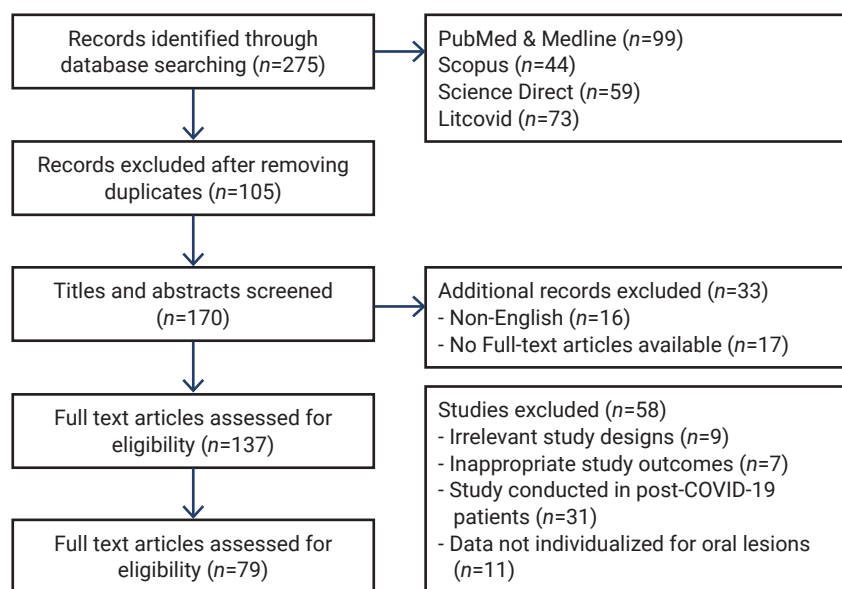 Records identified through
database searching (n=275)
PubMed & Medline (n=99)
Scopus (n=44)
Science Direct (n=59)
Litcovid (n=73)
Records excluded after removing
duplicates (n=105)
Titles and abstracts screened
(n=170)
Additional records excluded (n=33)
- Non-English (n=16)
- No Full-text articles available (n=17)
Full text articles assessed for
eligibility (n=137)
Studies excluded (n=58)
- Irrelevant study designs (n=9)
- Inappropriate study outcomes (n=7)
- Study conducted in post-COVID-19
patients (n=31)
- Data not individualized for oral lesions
(n=11)
Full text articles assessed for
eligibility (n=79)